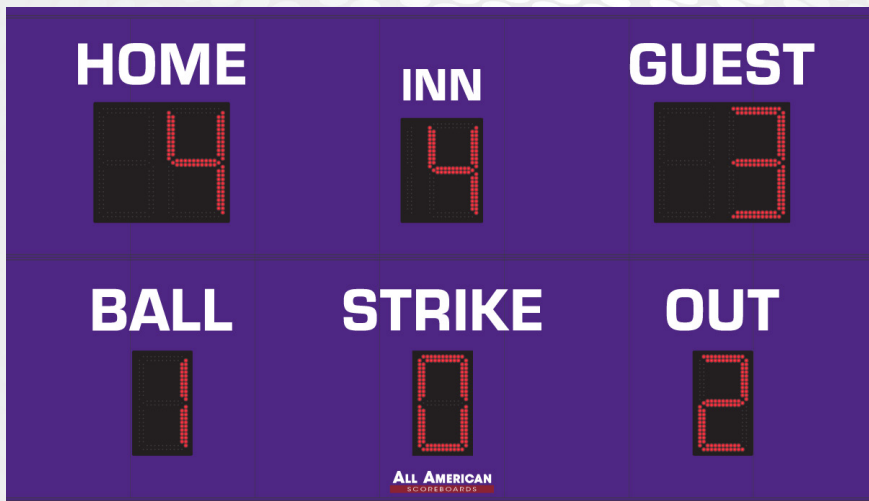 HOME INN GUEST
4 4 3
BALL STRIKE OUT
1 0 2
ALL AMERICAN
SCOREBOARDS